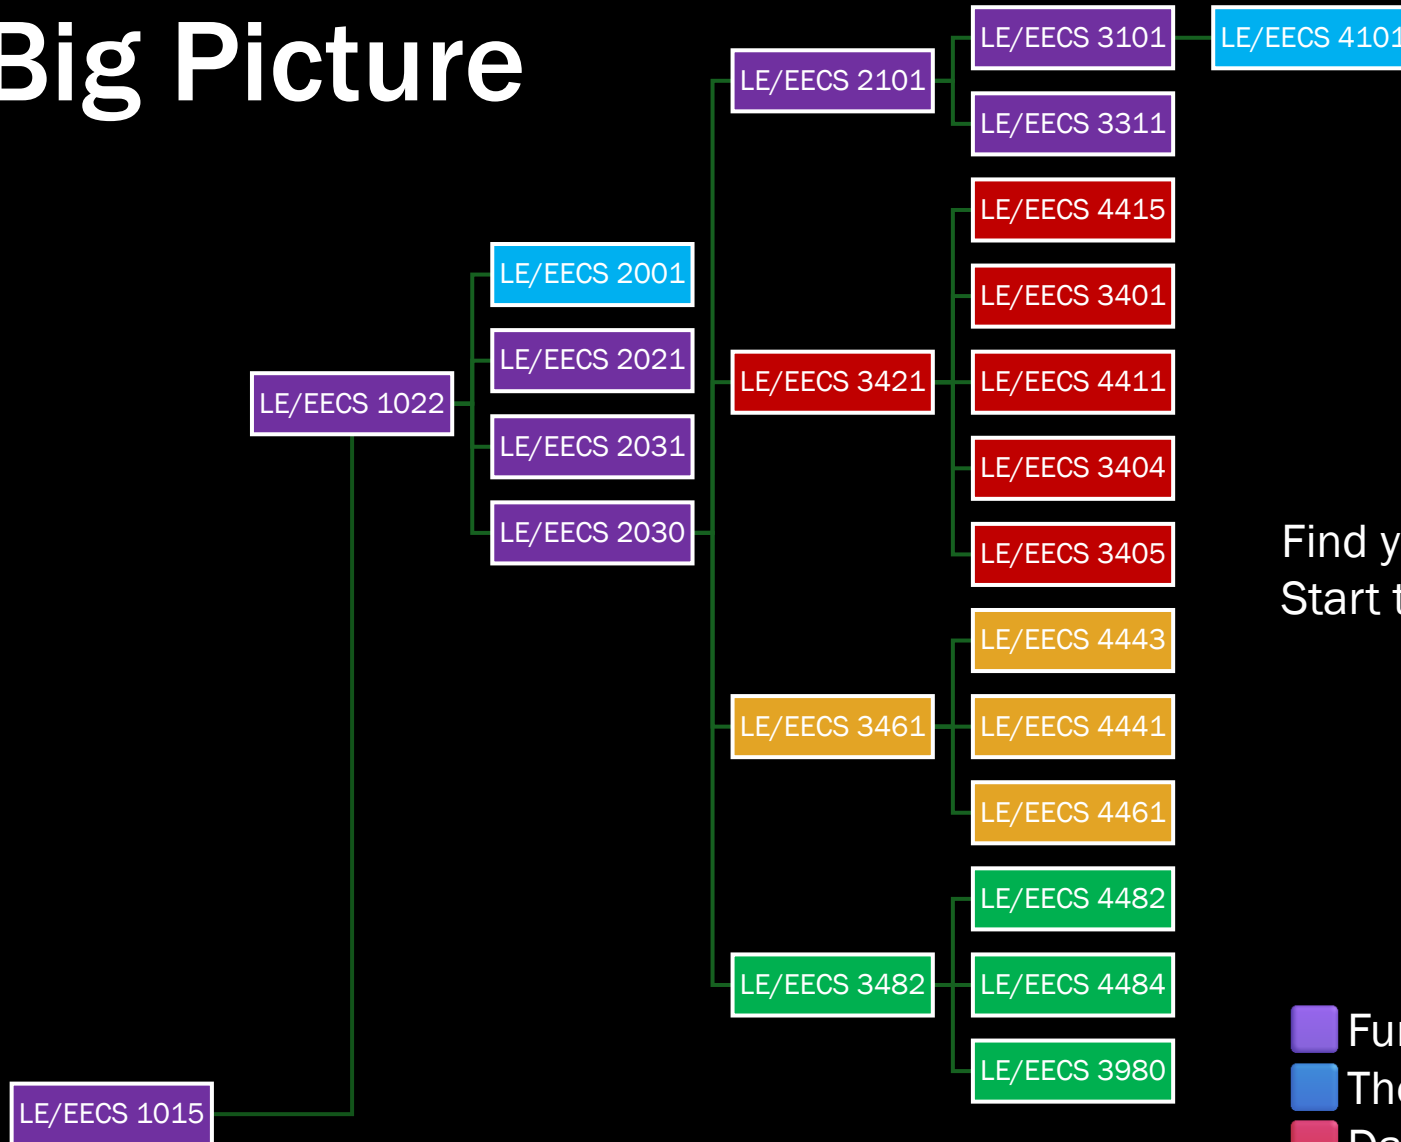 Big Picture
LE/EECS 3101
LE/EECS 4101
LE/EECS 2101
LE/EECS 3311
LE/EECS 4415
LE/EECS 2001
LE/EECS 3401
LE/EECS 2021
LE/EECS 1022
LE/EECS 3421
LE/EECS 4411
LE/EECS 2031
LE/EECS 3404
LE/EECS 2030
LE/EECS 3405
Find
Start
LE/EECS 4443
LE/EECS 3461
LE/EECS 4441
LE/EECS 4461
LE/EECS 4482
LE/EECS 3482
LE/EECS 4484
LE/EECS 3980
LE/EECS 1015